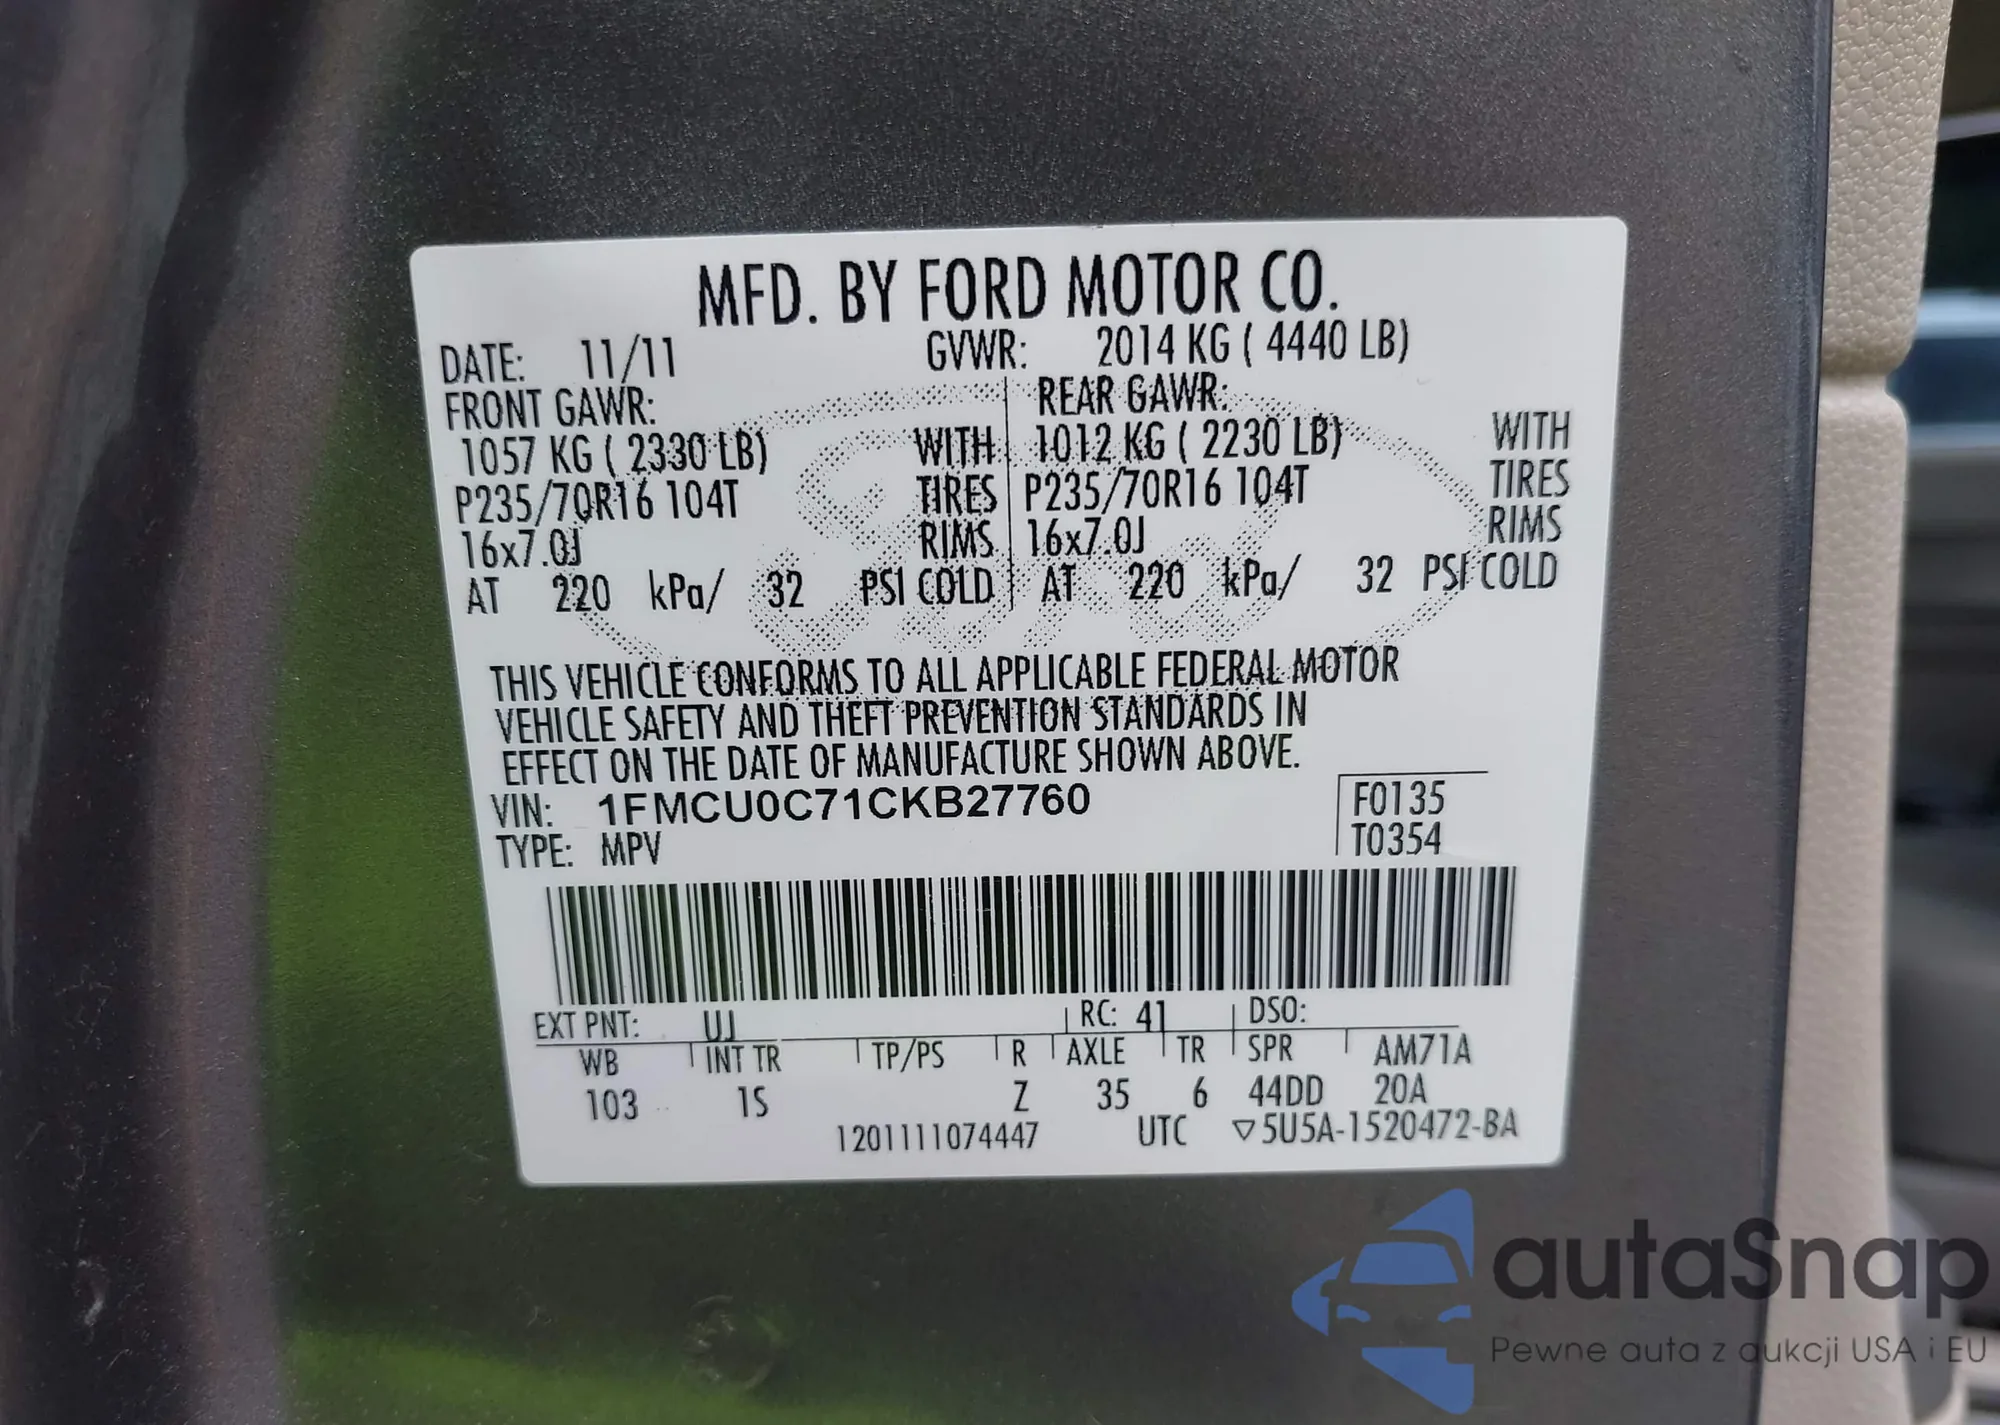 MFD. BY FORD MOTOR CO.
DATE: 11/11 GVWR: 2014 KG ( 4440 LB)
FRONT GAWR: REAR GAWR:
1057 KG ( 2330 LB) WITH 1012 KG ( 2230 LB) WITH
P235/70R16 104T TIRES P235/70R16 104T TIRES
16x7.0J RIMS 16x7.0J RIMS
AT 220 kPa/ 32 PSI COLD AT 220 kPa/ 32 PSI COLD
THIS VEHICLE CONFORMS TO ALL APPLICABLE FEDERAL MOTOR
VEHICLE SAFETY AND THEFT PREVENTION STANDARDS IN
EFFECT ON THE DATE OF MANUFACTURE SHOWN ABOVE.
VIN: 1FMCU0C71CKB27760 F0135
TYPE: MPV T0354
EXT PNT: UJ RC: 41 DSO:
WB INT TR TP/PS R AXLE TR SPR AM71A
103 1S Z 35 6 44DD 20A
1201111074447 UTC ▽5U5A-1520472-BA
autaSnap
Pewne auta z aukcji USA i EU